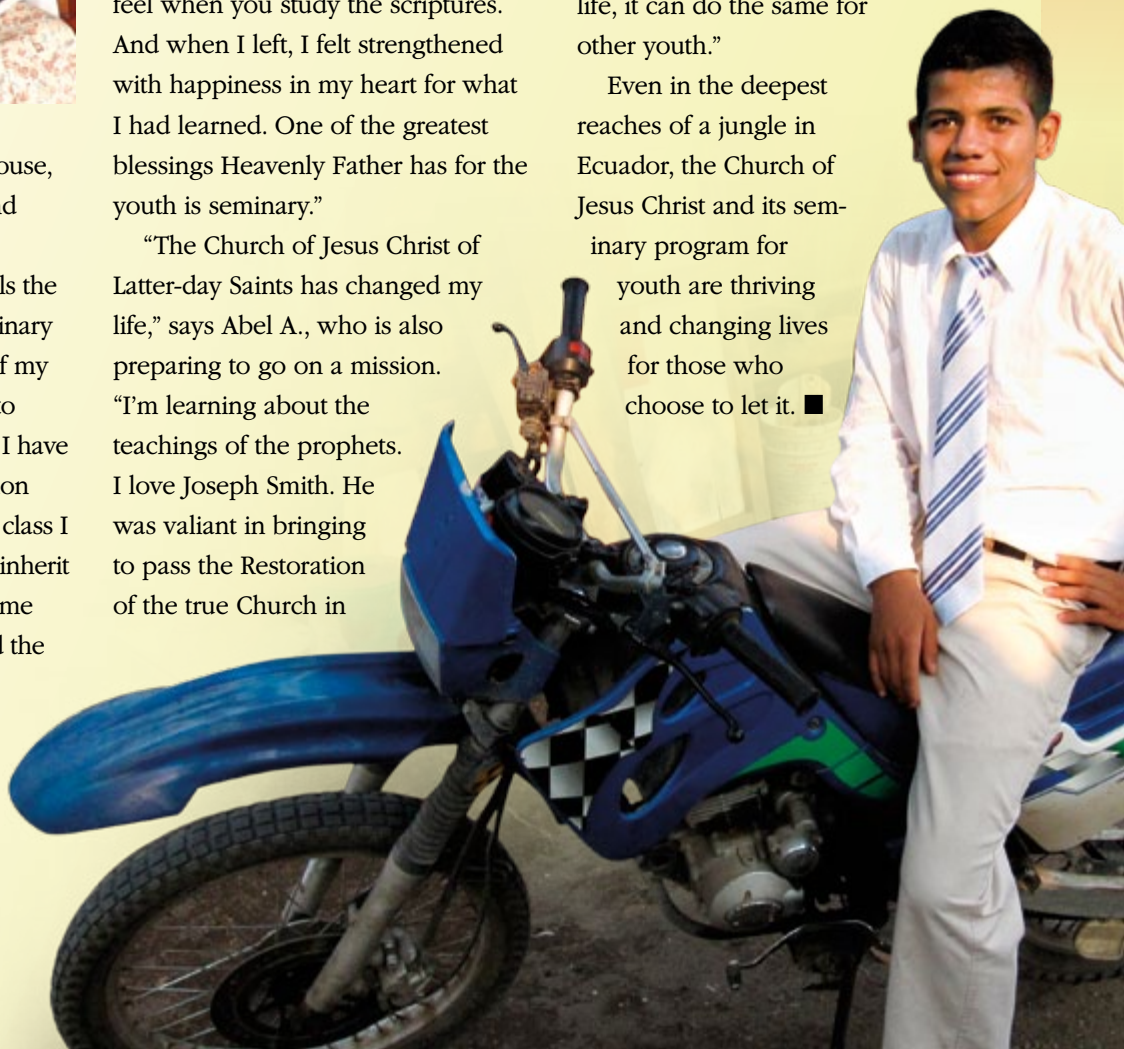 ouse,
d
ls the
inary
f my
to
I have
on
class I
inherit
me
d the
feel when you study the scriptures.
And when I left, I felt strengthened
with happiness in my heart for what
I had learned. One of the greatest
blessings Heavenly Father has for the
youth is seminary.”
“The Church of Jesus Christ of
Latter-day Saints has changed my
life,” says Abel A., who is also
preparing to go on a mission.
“I’m learning about the
teachings of the prophets.
I love Joseph Smith. He
was valiant in bringing
to pass the Restoration
of the true Church in
life, it can do the same for
other youth.”
Even in the deepest
reaches of a jungle in
Ecuador, the Church of
Jesus Christ and its sem-
inary program for
youth are thriving
and changing lives
for those who
choose to let it. ■